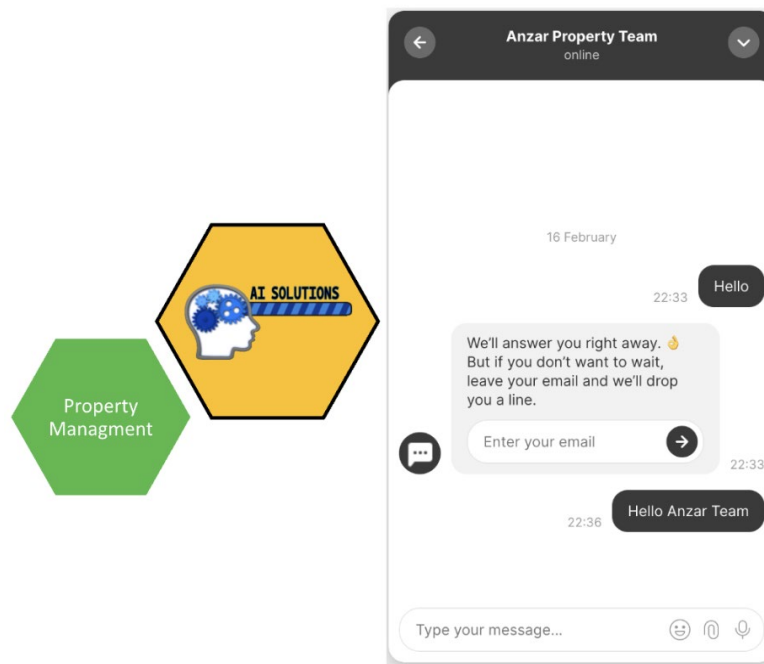 Anzar Property Team
online
16 February
Hello
22:33
We'll answer you right away. 👌
But if you don't want to wait,
leave your email and we'll drop
you a line.
Enter your email
22:33
Hello Anzar Team
22:36
Type your message...
AI SOLUTIONS
Property
Managment